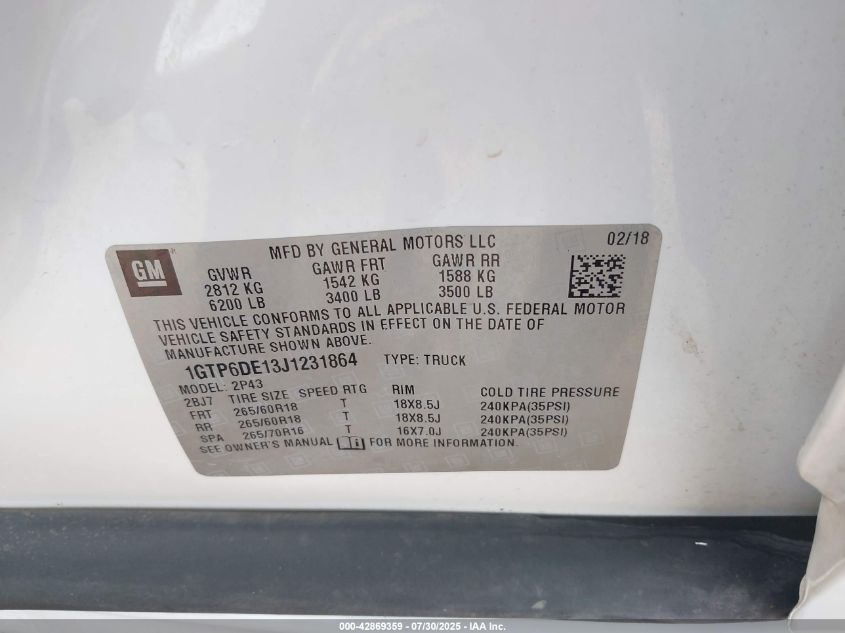 GM
MFD BY GENERAL MOTORS LLC 02/18
GVWR GAWR FRT GAWR RR
2812 KG 1542 KG 1588 KG
6200 LB 3400 LB 3500 LB
THIS VEHICLE CONFORMS TO ALL APPLICABLE U.S. FEDERAL MOTOR
VEHICLE SAFETY STANDARDS IN EFFECT ON THE DATE OF
MANUFACTURE SHOWN ABOVE.
1GTP6DE13J1231864 TYPE: TRUCK
MODEL: 2P43
2BJ7 TIRE SIZE SPEED RTG RIM COLD TIRE PRESSURE
FRT 265/60R18 T 18X8.5J 240KPA(35PSI)
RR 265/60R18 T 18X8.5J 240KPA(35PSI)
SPA 265/70R16 T 16X7.0J 240KPA(35PSI)
SEE OWNER'S MANUAL FOR MORE INFORMATION.
000-42869359 - 07/30/2025 - IAA Inc.